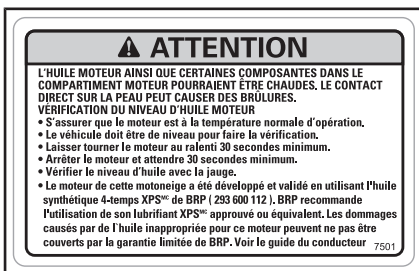 ATTENTION
L'HUILE MOTEUR AINSI QUE CERTAINES COMPOSANTES DANS LE
COMPARTIMENT MOTEUR POURRAIENT ÊTRE CHAUDES. LE CONTACT
DIRECT SUR LA PEAU PEUT CAUSER DES BRÛLURES.
VÉRIFICATION DU NIVEAU D'HUILE MOTEUR
• S'assurer que le moteur est à la température normale d'opération.
• Le véhicule doit être de niveau pour faire la vérification.
• Laisser tourner le moteur au ralenti 30 secondes minimum.
• Arrêter le moteur et attendre 30 secondes minimum.
• Vérifier le niveau d'huile avec la jauge.
• Le moteur de cette motoneige a été développé et validé en utilisant l'huile
synthétique 4-temps XPSᴹᶜ de BRP ( 293 600 112 ). BRP recommande
l'utilisation de son lubrifiant XPSᴹᶜ approuvé ou équivalent. Les dommages
causés par de l'huile inappropriée pour ce moteur peuvent ne pas être
couverts par la garantie limitée de BRP. Voir le guide du conducteur 7501